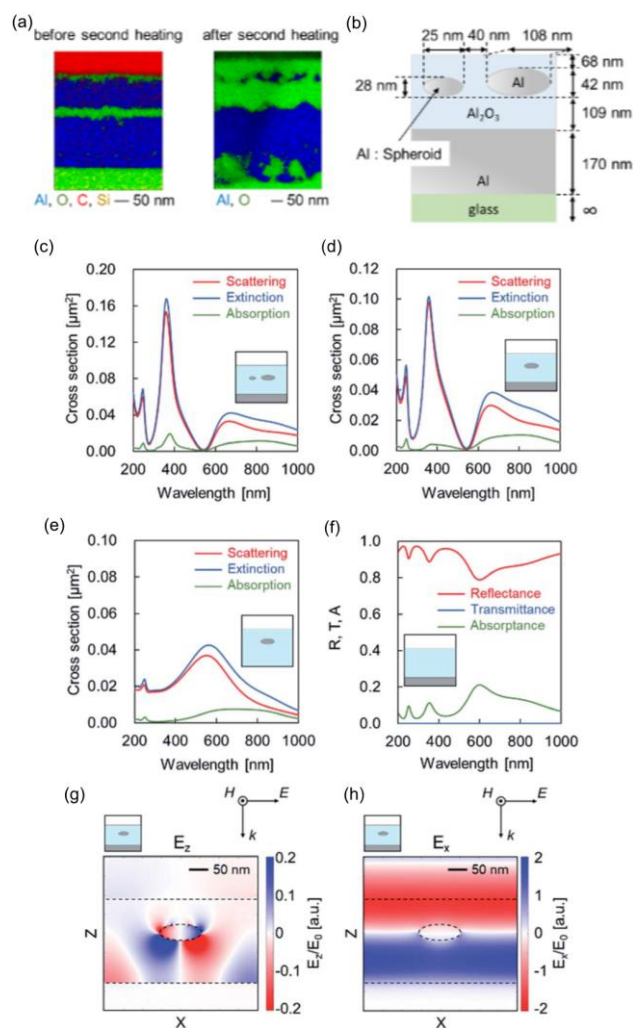 (a)
before second heating
after second heating
Al, O, C, Si — 50 nm
Al, O — 50 nm
(b)
25 nm 40 108 nm
nm
68 nm
28 nm
Al
42 nm
Al₂O₃
109 nm
Al : Spheroid
Al
170 nm
glass
∞
(c)
Cross section [μm²]
0.20
0.16
0.12
0.08
0.04
0.00
Scattering
Extinction
Absorption
200 400 600 800 1000
Wavelength [nm]
(d)
Cross section [μm²]
0.12
0.10
0.08
0.06
0.04
0.02
0.00
Scattering
Extinction
Absorption
200 400 600 800 1000
Wavelength [nm]
(e)
Cross section [μm²]
0.10
0.08
0.06
0.04
0.02
0.00
Scattering
Extinction
Absorption
200 400 600 800 1000
Wavelength [nm]
(f)
R, T, A
1.0
0.8
0.6
0.4
0.2
0.0
Reflectance
Transmittance
Absorptance
200 400 600 800 1000
Wavelength [nm]
(g)
H
E
k
E_z
50 nm
Z
X
0.2
0.1
0
-0.1
-0.2
E_z/E₀ [a.u.]
(h)
H
E
k
E_x
50 nm
Z
X
2
1
0
-1
-2
E_x/E₀ [a.u.]